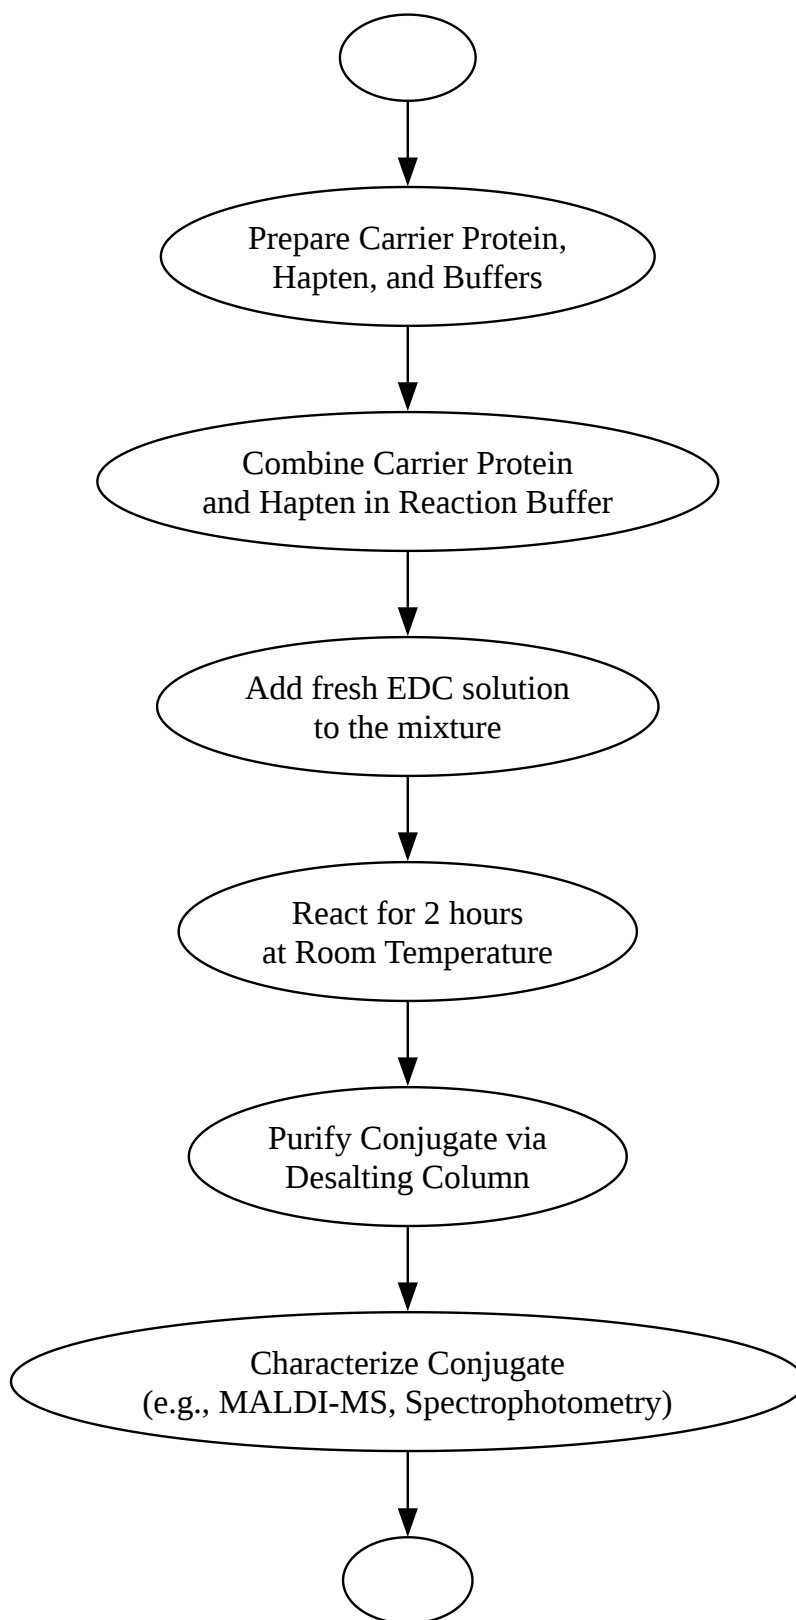 Prepare Carrier Protein,
Hapten, and Buffers
Combine Carrier Protein
and Hapten in Reaction Buffer
Add fresh EDC solution
to the mixture
React for 2 hours
at Room Temperature
Purify Conjugate via
Desalting Column
Characterize Conjugate
(e.g., MALDI-MS, Spectrophotometry)